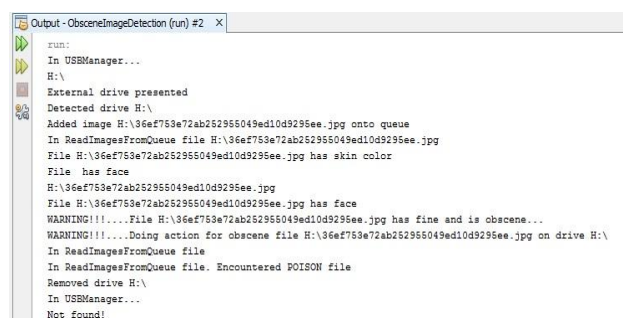 Output - ObsceneImageDetection (run) #2 X
run:
In USBManager...
H:\
External drive presented
Detected drive H:\
Added image H:\36ef753e72ab252955049ed10d9295ee.jpg onto queue
In ReadImagesFromQueue file H:\36ef753e72ab252955049ed10d9295ee.jpg
File H:\36ef753e72ab252955049ed10d9295ee.jpg has skin color
File  has face
H:\36ef753e72ab252955049ed10d9295ee.jpg
File H:\36ef753e72ab252955049ed10d9295ee.jpg has face
WARNING!!!....File H:\36ef753e72ab252955049ed10d9295ee.jpg has fine and is obscene...
WARNING!!!....Doing action for obscene file H:\36ef753e72ab252955049ed10d9295ee.jpg on drive H:\
In ReadImagesFromQueue file
In ReadImagesFromQueue file. Encountered POISON file
Removed drive H:\
In USBManager...
Not found!